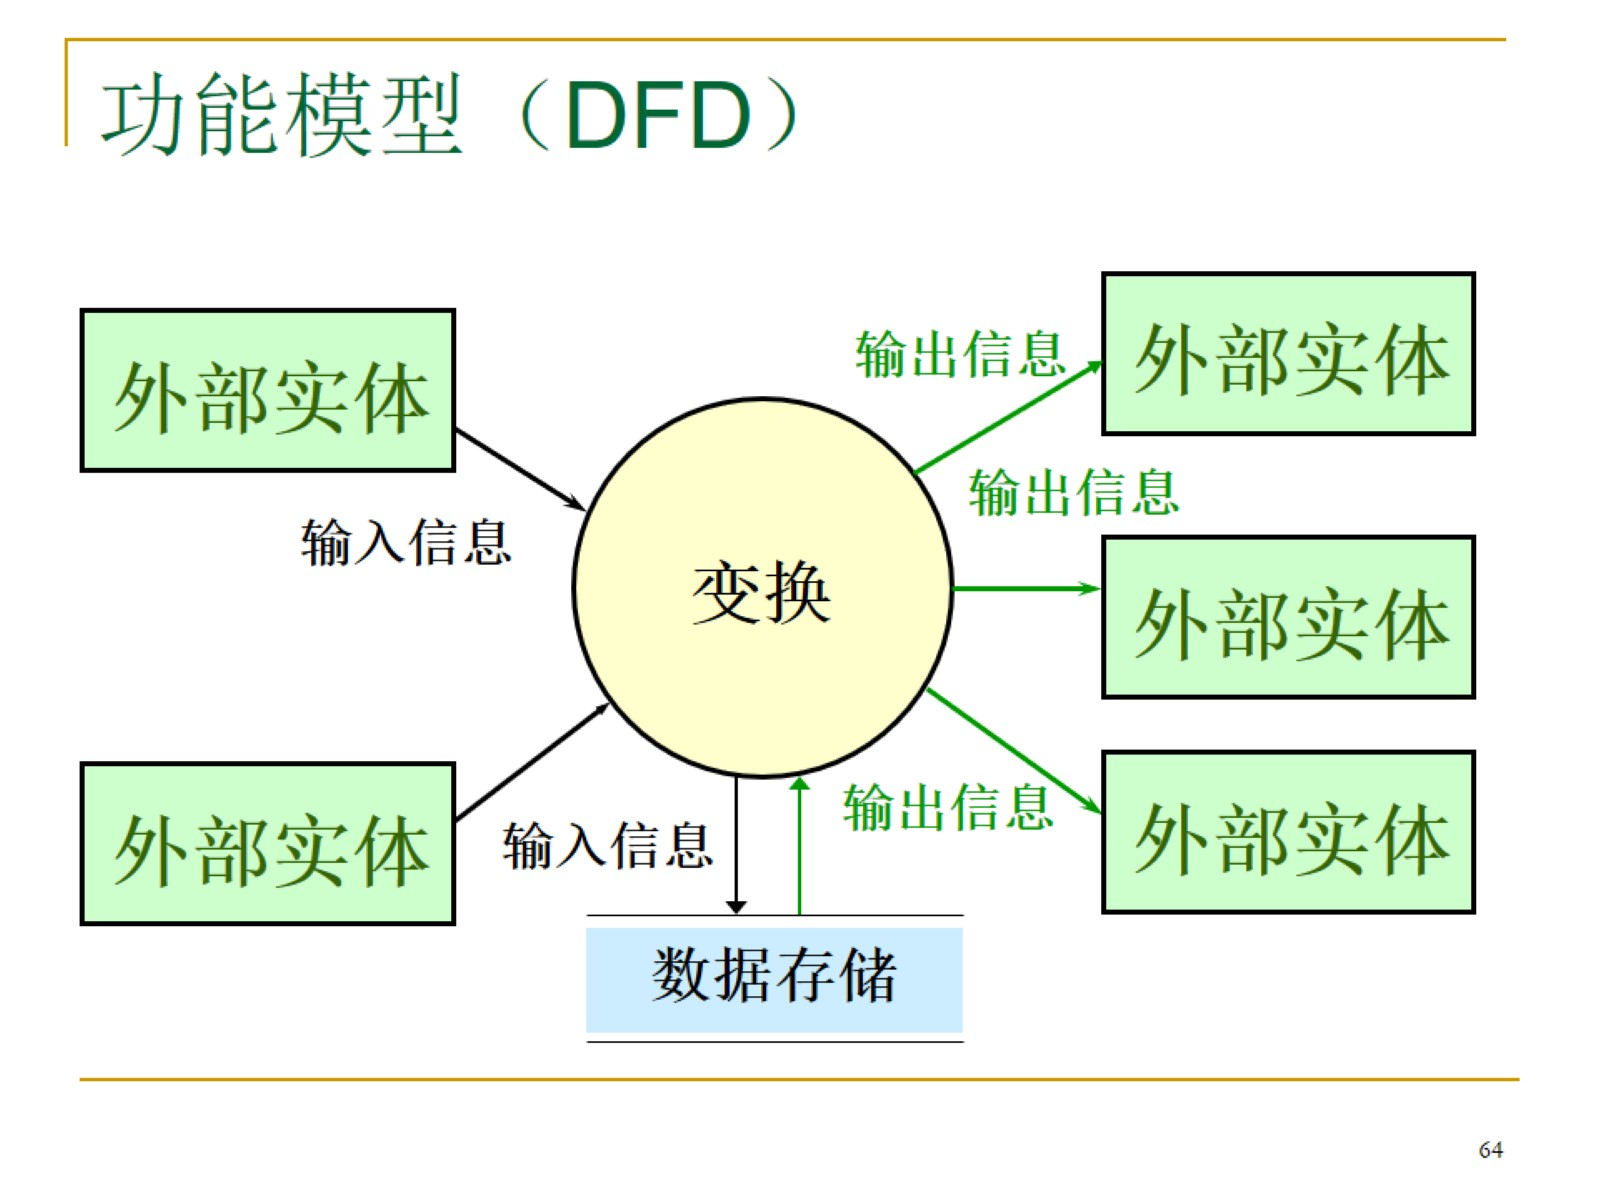 功能模型（DFD）
外部实体
外部实体
输出信息
输出信息
输入信息
变换
外部实体
外部实体
输入信息
输出信息
外部实体
数据存储
64